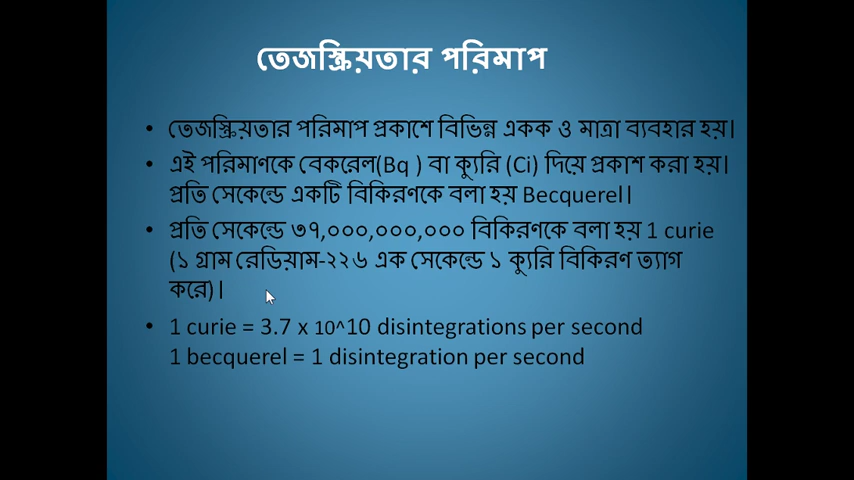 তেজস্ক্রিয়তার পরিমাপ
• তেজস্ক্রিয়তার পরিমাপ প্রকাশে বিভিন্ন একক ও মাত্রা ব্যবহার হয়।
• এই পরিমাণকে বেকরেল(Bq ) বা ক্যুরি (Ci) দিয়ে প্রকাশ করা হয়।
প্রতি সেকেন্ডে একটি বিকিরণকে বলা হয় Becquerel।
• প্রতি সেকেন্ডে ৩৭,০০০,০০০,০০০ বিকিরণকে বলা হয় 1 curie
(১ গ্রাম রেডিয়াম-২২৬ এক সেকেন্ডে ১ ক্যুরি বিকিরণ ত্যাগ
করে)।
• 1 curie = 3.7 x 10^10 disintegrations per second
1 becquerel = 1 disintegration per second